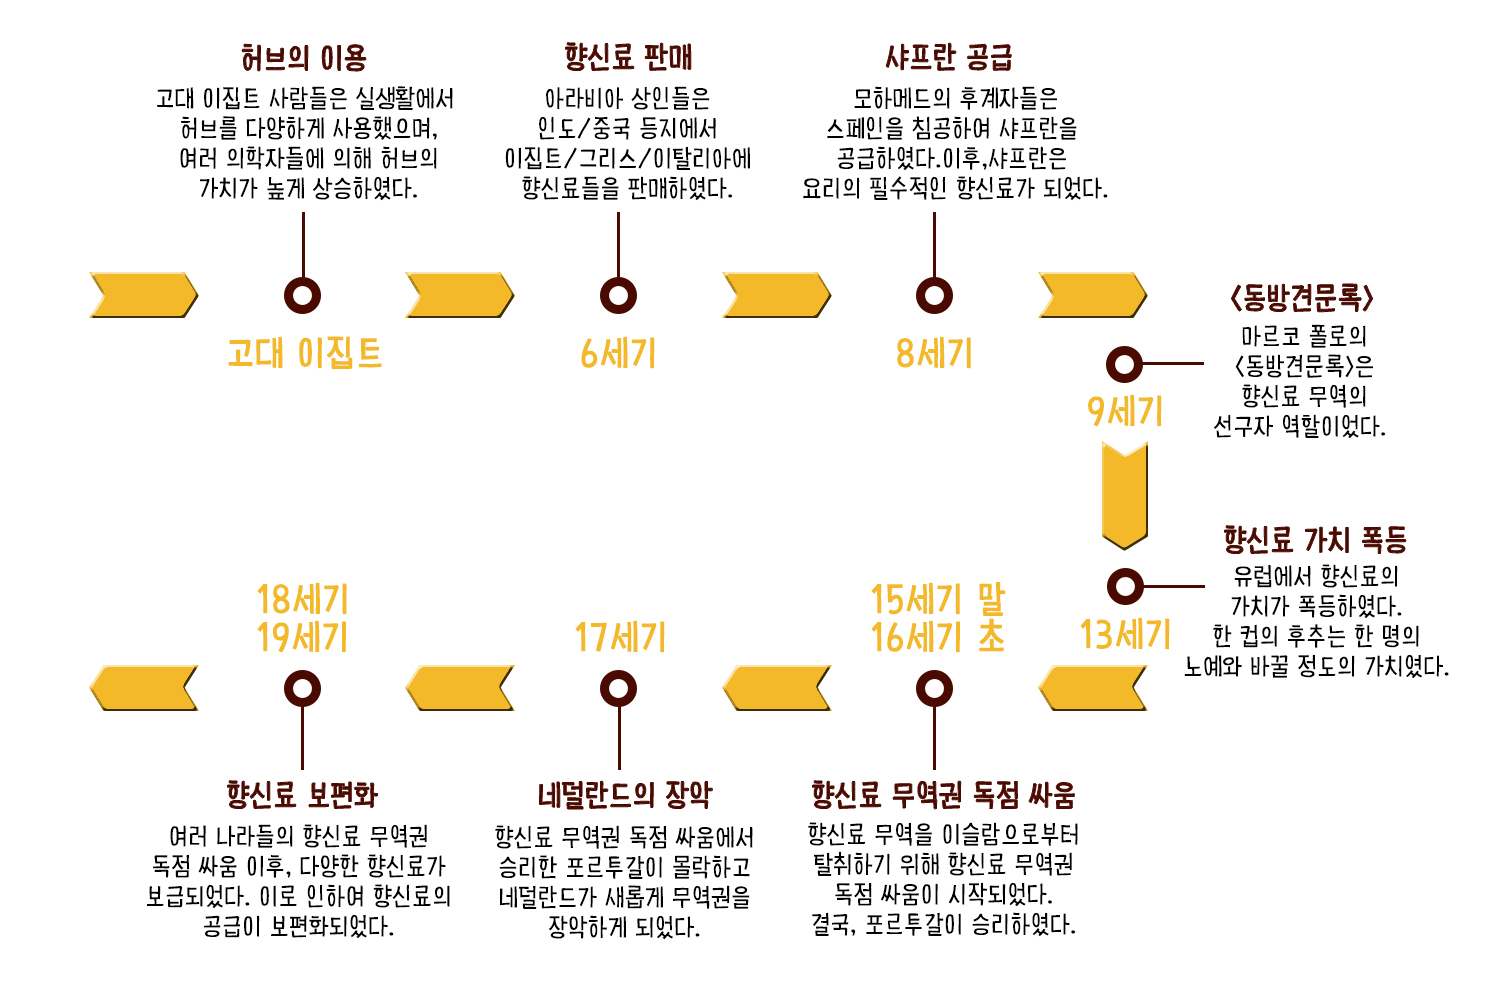 허브의 이용
고대 이집트 사람들은 실생활에서
허브를 다양하게 사용했으며,
여러 의학자들에 의해 허브의
가치가 높게 상승하였다.
고대 이집트
향신료 판매
아라비아 상인들은
인도/중국 등지에서
이집트/그리스/이탈리아에
향신료들을 판매하였다.
6세기
샤프란 공급
모하메드의 후계자들은
스페인을 침공하여 샤프란을
공급하였다.이후,샤프란은
요리의 필수적인 향신료가 되었다.
8세기
<동방견문록>
마르코 폴로의
<동방견문록>은
향신료 무역의
선구자 역할이었다.
9세기
향신료 가치 폭등
유럽에서 향신료의
가치가 폭등하였다.
한 컵의 후추는 한 명의
노예와 바꿀 정도의 가치였다.
13세기
15세기 말
16세기 초
향신료 무역권 독점 싸움
향신료 무역을 이슬람으로부터
탈취하기 위해 향신료 무역권
독점 싸움이 시작되었다.
결국, 포르투갈이 승리하였다.
17세기
네덜란드의 장악
향신료 무역권 독점 싸움에서
승리한 포르투갈이 몰락하고
네덜란드가 새롭게 무역권을
장악하게 되었다.
18세기
19세기
향신료 보편화
여러 나라들의 향신료 무역권
독점 싸움 이후, 다양한 향신료가
보급되었다. 이로 인하여 향신료의
공급이 보편화되었다.